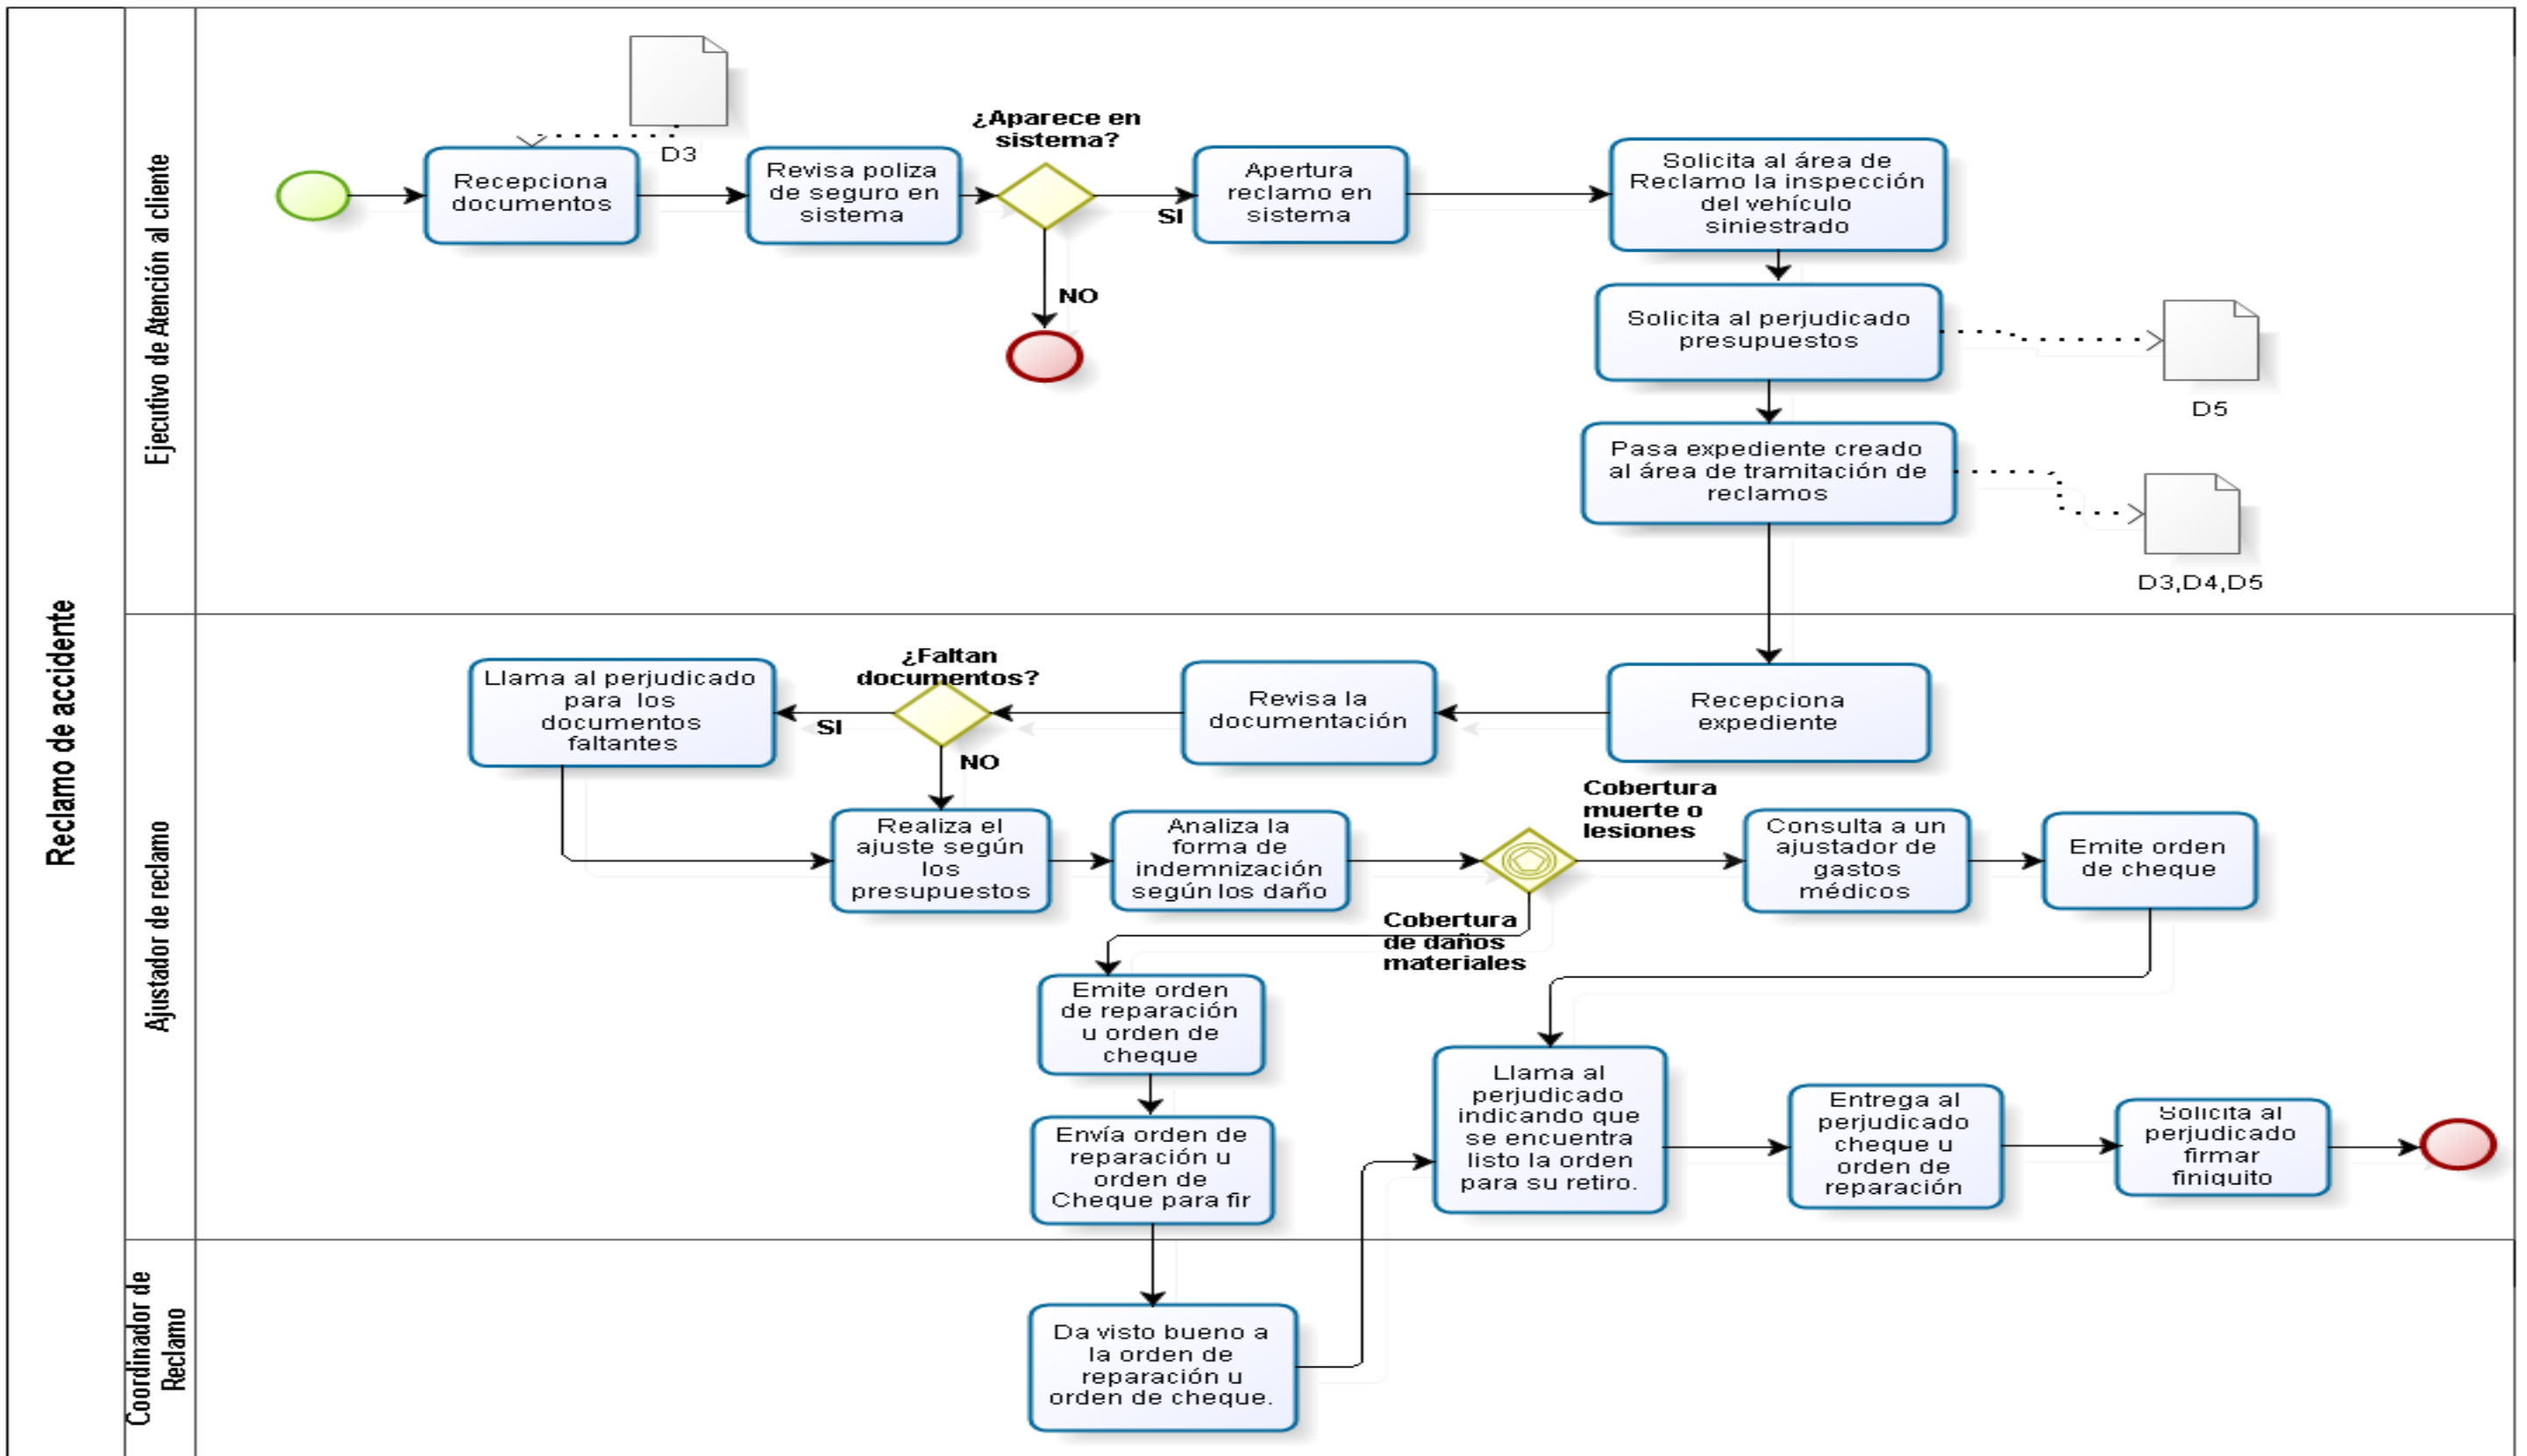 Reclamo de accidente
Ejecutivo de Atención al cliente
D3
Recepciona
documentos
Revisa poliza
de seguro en
sistema
¿Aparece en
sistema?
SI
NO
Apertura
reclamo en
sistema
Solicita al área de
Reclamo la inspección
del vehículo
siniestrado
Solicita al perjudicado
presupuestos
D5
Pasa expediente creado
al área de tramitación de
reclamos
D3,D4,D5
Ajustador de reclamo
Recepciona
expediente
Revisa la
documentación
¿Faltan
documentos?
SI
NO
Llama al perjudicado
para los
documentos
faltantes
Realiza el
ajuste según
los
presupuestos
Analiza la
forma de
indemnización
según los daño
Cobertura
muerte o
lesiones
Consulta a un
ajustador de
gastos
médicos
Emite orden
de cheque
Cobertura
de daños
materiales
Emite orden
de reparación
u orden de
cheque
Envía orden de
reparación u
orden de
Cheque para fir
Llama al
perjudicado
indicando que
se encuentra
listo la orden
para su retiro.
Entrega al
perjudicado
cheque u
orden de
reparación
Solicita al
perjudicado
firmar
finiquito
Coordinador de
Reclamo
Da visto bueno a
la orden de
reparación u
orden de cheque.